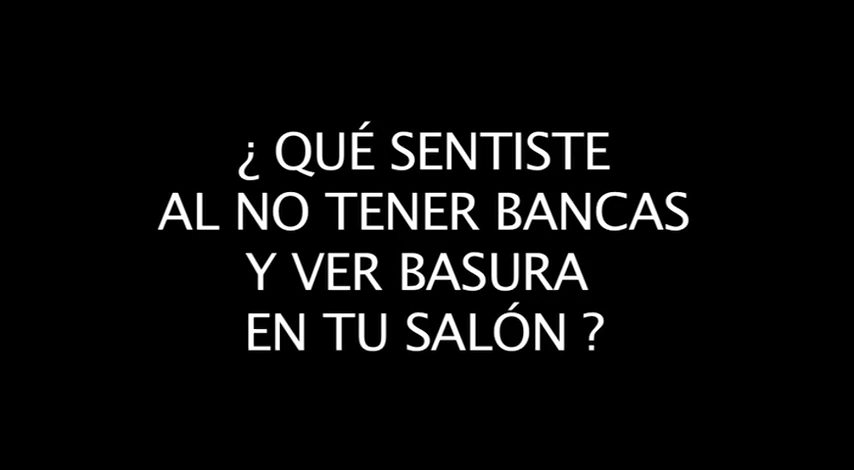 ¿ QUÉ SENTISTE
AL NO TENER BANCAS
Y VER BASURA
EN TU SALÓN ?